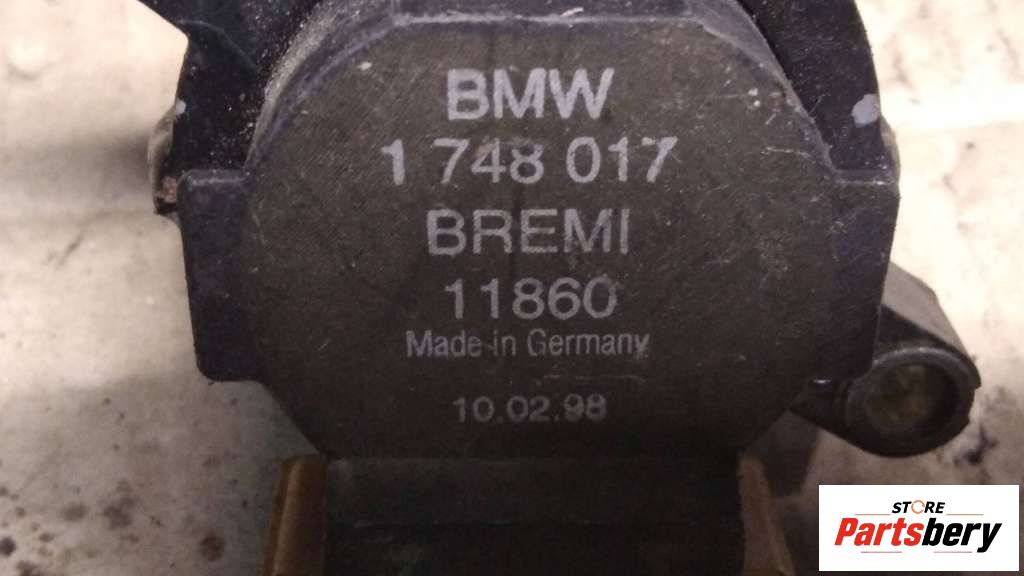 BMW
1 748 017
BREMI
11860
Made in Germany
10.02.98
STORE
Partsbery